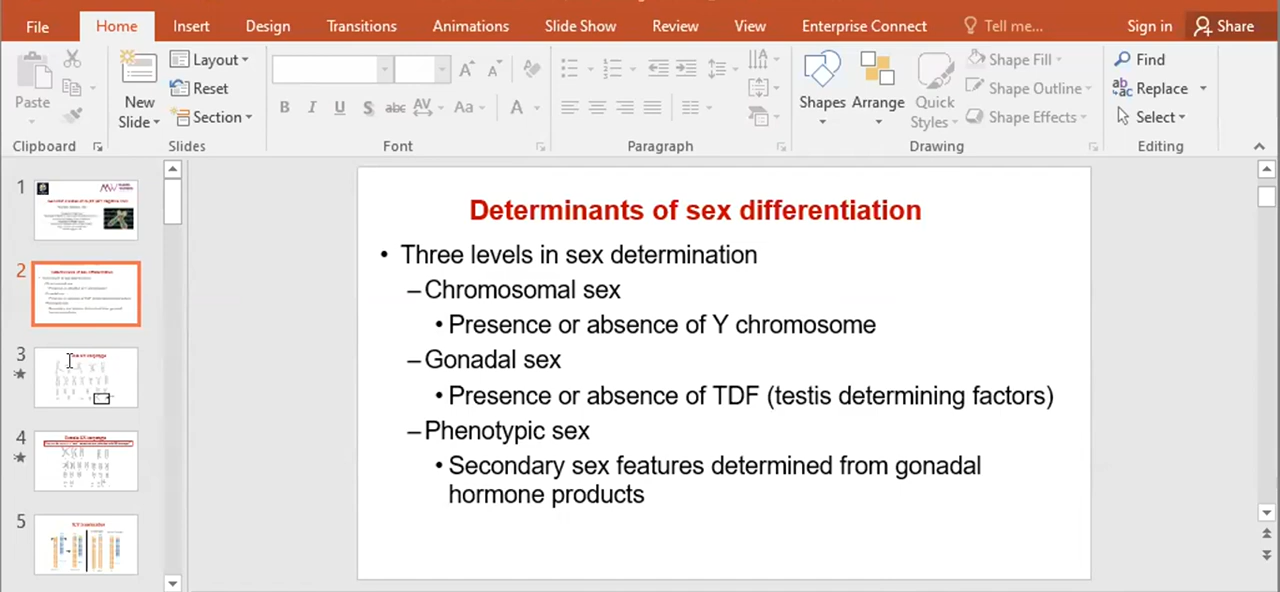 File Home Insert Design Transitions Animations Slide Show Review View Enterprise Connect Tell me... Sign in Share
Paste
New
Slide
Layout
Reset
Section
B I U S abc AV Aa A
Shapes Arrange Quick
Styles
Shape Fill
Shape Outline
Shape Effects
Find
Replace
Select
Clipboard Slides Font Paragraph Drawing Editing
1
2
3
4
5
Determinants of sex differentiation
• Three levels in sex determination
– Chromosomal sex
• Presence or absence of Y chromosome
– Gonadal sex
• Presence or absence of TDF (testis determining factors)
– Phenotypic sex
• Secondary sex features determined from gonadal
hormone products